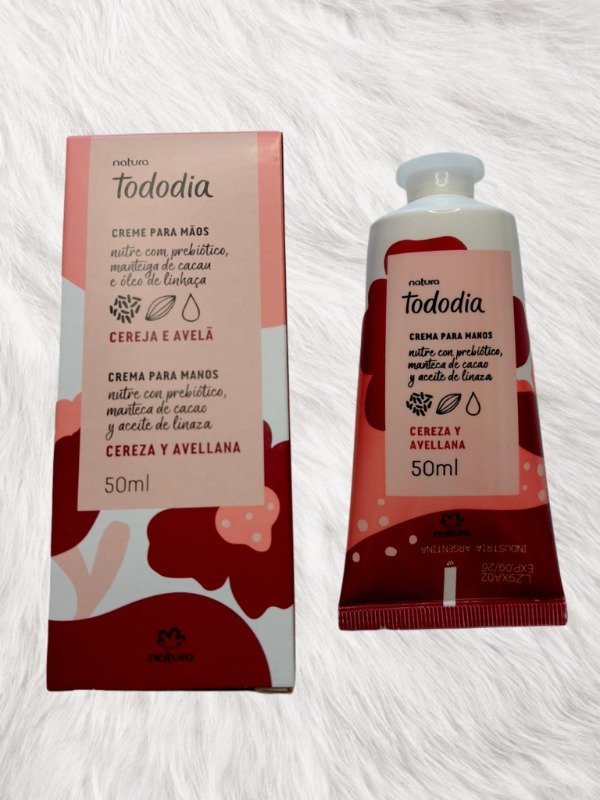 natura
Tododia
CREME PARA MÃOS
nutre com prebiótico,
manteiga de cacau
e óleo de linhaça
CEREJA E AVELÃ
CREMA PARA MANOS
nutre con prebiótico,
manteca de cacao
y aceite de linaza
CEREZA Y AVELLANA
50ml
natura
natura
Tododia
CREMA PARA MANOS
nutre con prebiótico,
manteca de cacao
y aceite de linaza
CEREZA Y
AVELLANA
50ml
natura
INDUSTRIA ARGENTINA
EXP.09/26
L.Z9XA02